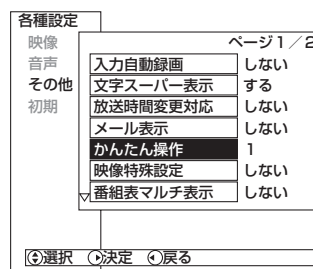 各種設定
映像
音声
その他
初期
ページ1／2
入力自動録画 しない
文字スーパー表示 する
放送時間変更対応 しない
メール表示 しない
かんたん操作 1
映像特殊設定 しない
番組表マルチ表示 しない
選択 決定 戻る